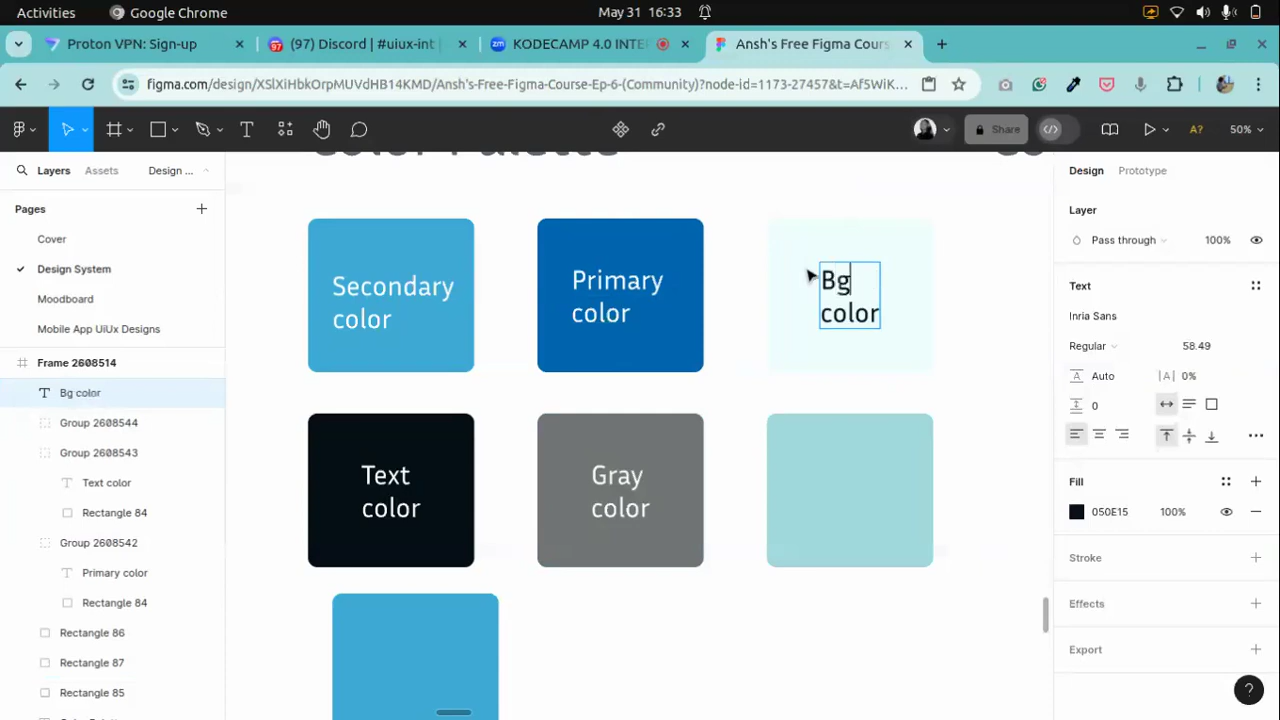 Activities Google Chrome May 31 16:33
Proton VPN: Sign-up (97) Discord | #uiux-int KODECAMP 4.0 INTE Ansh's Free Figma Cours
figma.com/design/XSlXiHbkOrpMUVdHB14KMD/Ansh's-Free-Figma-Course-Ep-6-(Community)?node-id=1173-27457&t=Af5WiK...
Share A? 50%
Layers Assets Design ...
Pages
Cover
Design System
Moodboard
Mobile App UiUx Designs
Frame 2608514
Bg color
Group 2608544
Group 2608543
Text color
Rectangle 84
Group 2608542
Primary color
Rectangle 84
Rectangle 86
Rectangle 87
Rectangle 85
Color Palette
Secondary
color
Primary
color
Bg
color
Text
color
Gray
color
Design Prototype
Layer
Pass through 100%
Text
Inria Sans
Regular 58.49
Auto |A| 0%
0
Fill
050E15 100%
Stroke
Effects
Export
?